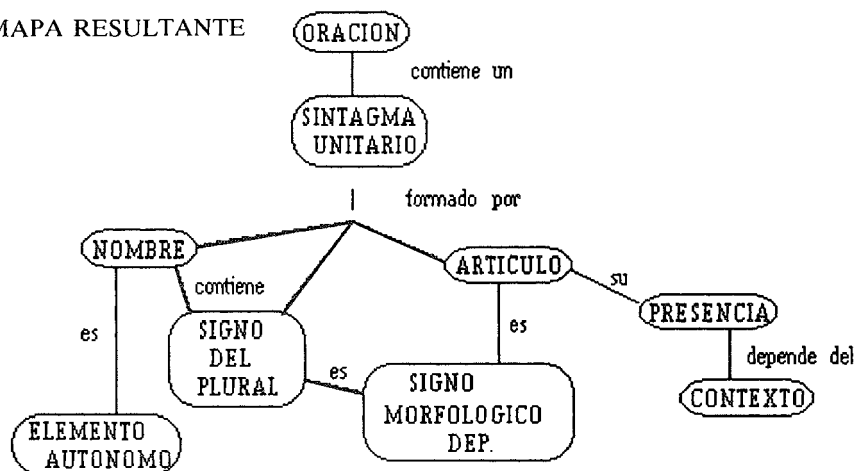 MAPA RESULTANTE
ORACION
contiene un
SINTAGMA
UNITARIO
formado por
NOMBRE
ARTICULO
su
contiene
PRESENCIA
es
SIGNO
DEL
PLURAL
es
es
depende del
SIGNO
MORFOLOGICO
DEP.
CONTEXTO
ELEMENTO
AUTONOMO